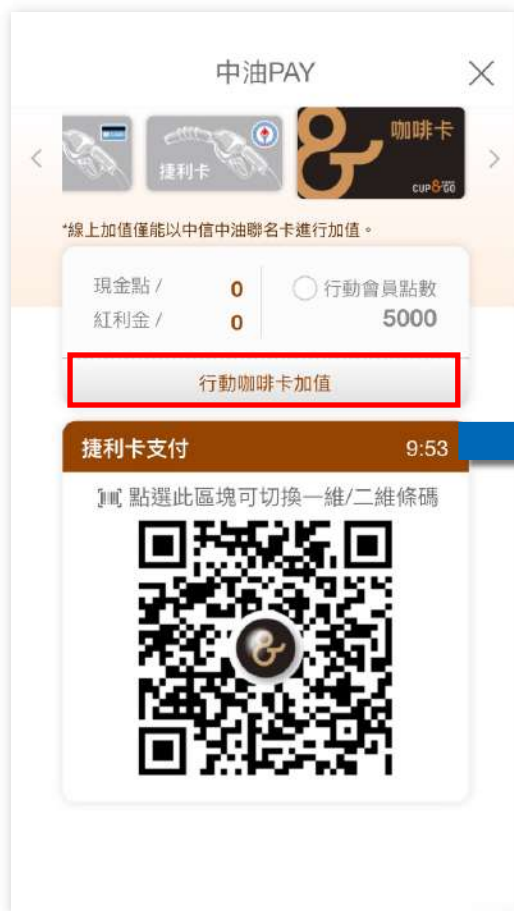 中油PAY
捷利卡
咖啡卡
CUP&GO
*線上加值僅能以中信中油聯名卡進行加值。
現金點 / 0
行動會員點數
紅利金 / 0
5000
行動咖啡卡加值
捷利卡支付 9:53
點選此區塊可切換一維/二維條碼